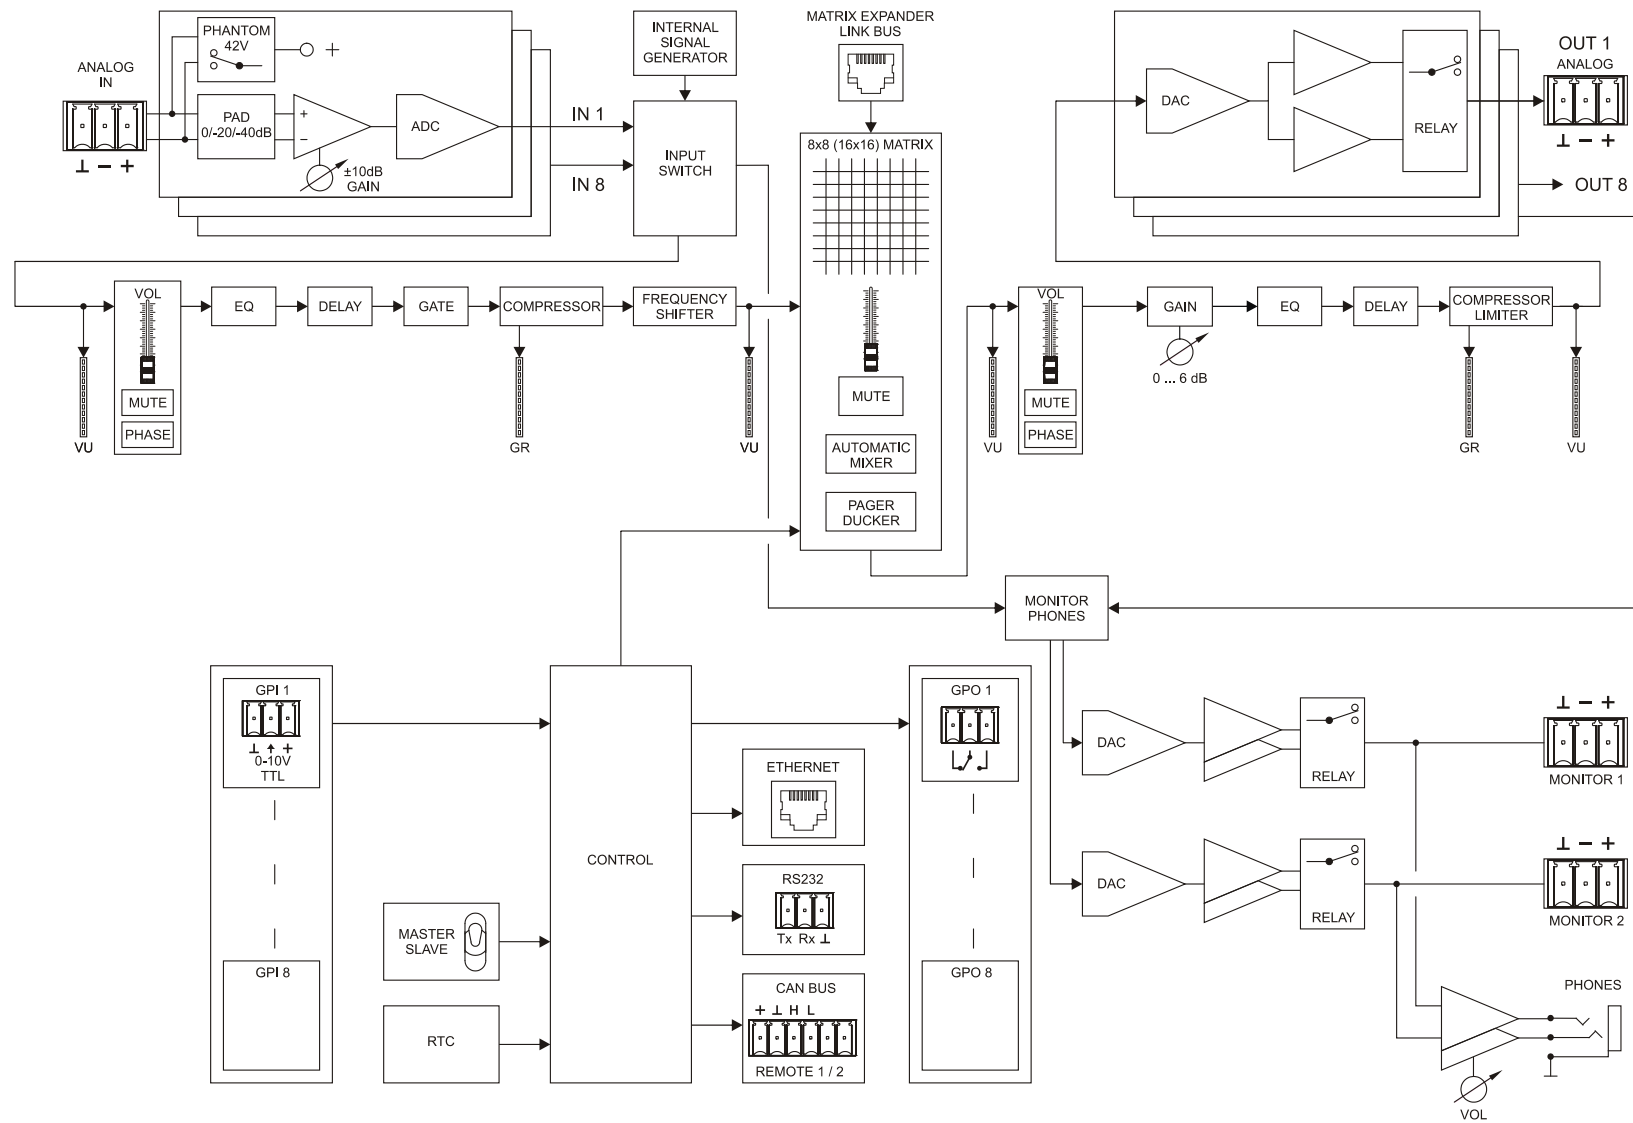 ANALOG
IN
⊥ − +
PHANTOM
42V
+
PAD
0/-20/-40dB
+
−
±10dB
GAIN
ADC
IN 1
IN 8
INTERNAL
SIGNAL
GENERATOR
INPUT
SWITCH
MATRIX EXPANDER
LINK BUS
8x8 (16x16) MATRIX
MUTE
AUTOMATIC
MIXER
PAGER
DUCKER
DAC
RELAY
OUT 1
ANALOG
⊥ − +
OUT 8
VU
VOL
MUTE
PHASE
EQ
DELAY
GATE
COMPRESSOR
GR
FREQUENCY
SHIFTER
VU
VU
VOL
MUTE
PHASE
GAIN
0 ... 6 dB
EQ
DELAY
COMPRESSOR
LIMITER
GR
VU
MONITOR
PHONES
GPI 1
⊥ ↑ +
0-10V
TTL
GPI 8
MASTER
SLAVE
RTC
CONTROL
ETHERNET
RS232
Tx Rx ⊥
CAN BUS
+ ⊥ H L
REMOTE 1 / 2
GPO 1
GPO 8
DAC
RELAY
⊥ − +
MONITOR 1
DAC
RELAY
⊥ − +
MONITOR 2
PHONES
VOL